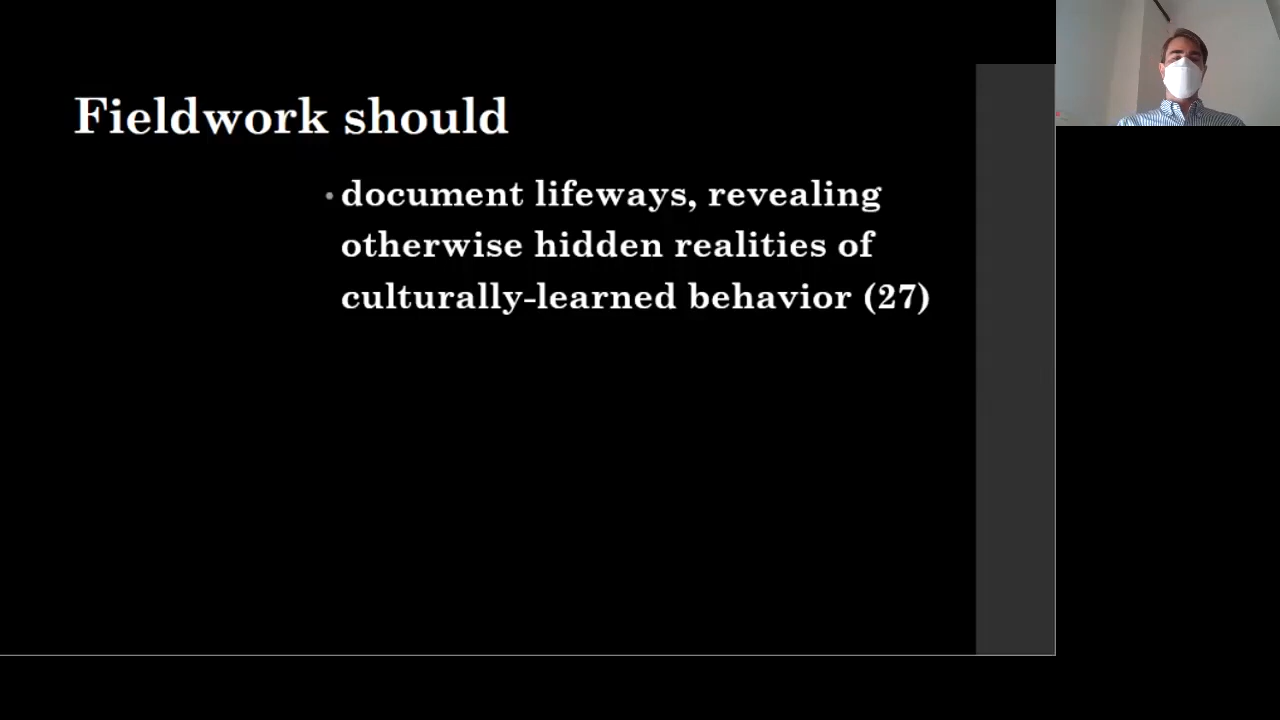 Fieldwork should
• document lifeways, revealing
otherwise hidden realities of
culturally-learned behavior (27)